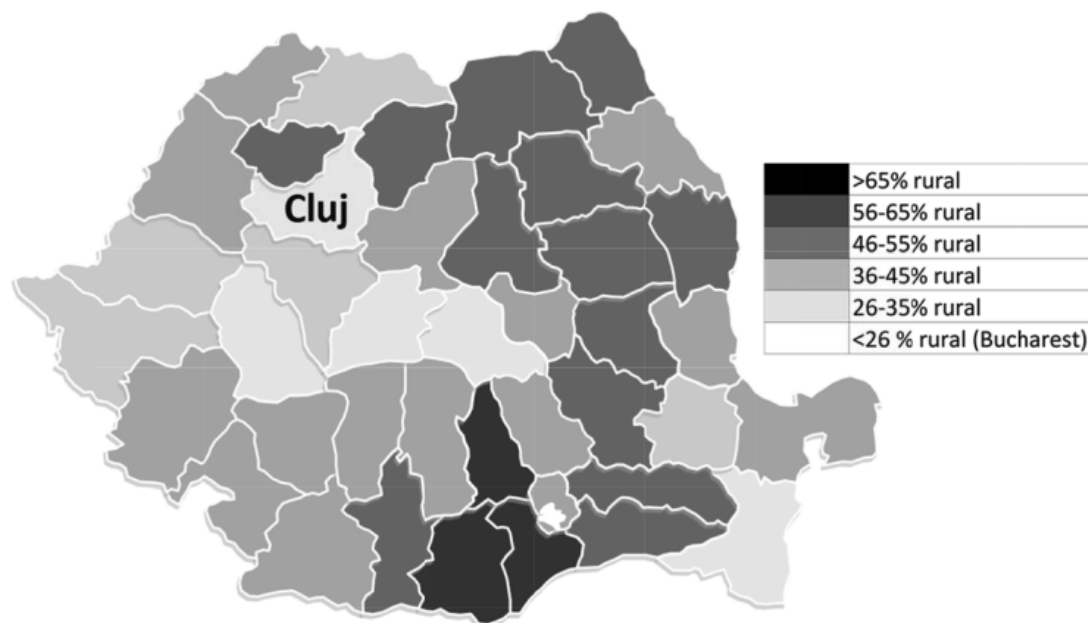 Cluj
>65% rural
56-65% rural
46-55% rural
36-45% rural
26-35% rural
<26 % rural (Bucharest)